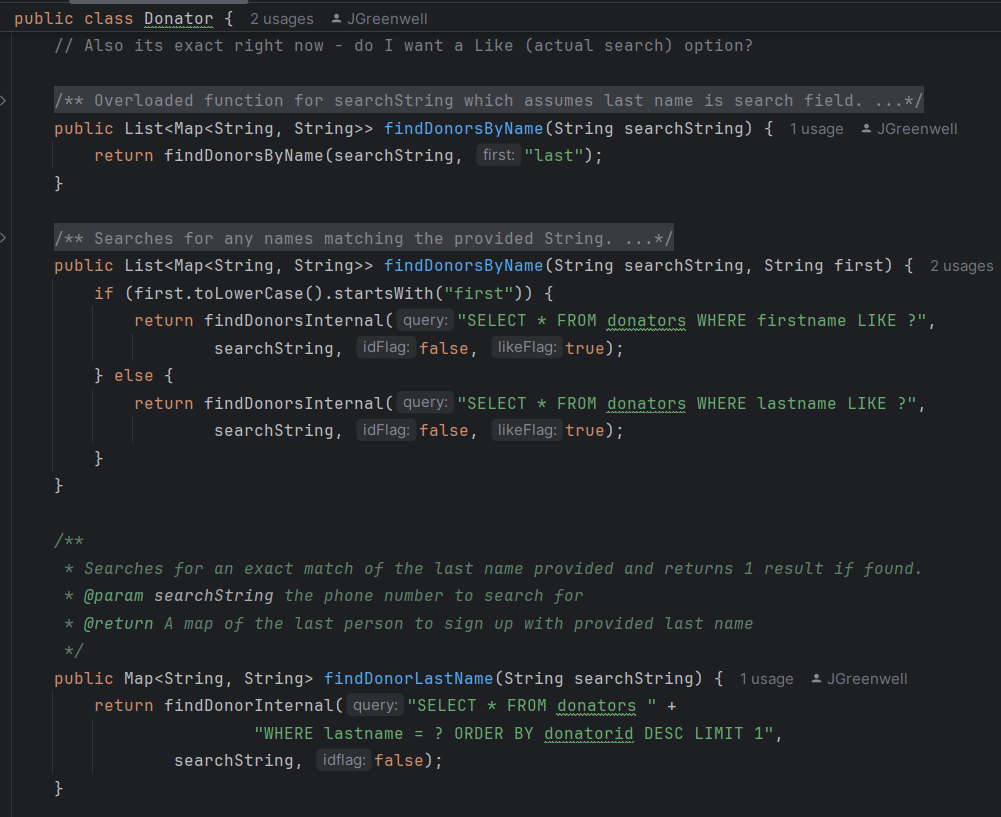 public class Donator { 2 usages JGreenwell
// Also its exact right now - do I want a Like (actual search) option?
/** Overloaded function for searchString which assumes last name is search field. ...*/
public List<Map<String, String>> findDonorsByName(String searchString) { 1 usage JGreenwell
return findDonorsByName(searchString, first: "last");
}
/** Searches for any names matching the provided String. ...*/
public List<Map<String, String>> findDonorsByName(String searchString, String first) { 2 usages
if (first.toLowerCase().startsWith("first")) {
return findDonorsInternal( query: "SELECT * FROM donators WHERE firstname LIKE ?",
searchString, idFlag: false, likeFlag: true);
} else {
return findDonorsInternal( query: "SELECT * FROM donators WHERE lastname LIKE ?",
searchString, idFlag: false, likeFlag: true);
}
}
/**
* Searches for an exact match of the last name provided and returns 1 result if found.
* @param searchString the phone number to search for
* @return A map of the last person to sign up with provided last name
*/
public Map<String, String> findDonorLastName(String searchString) { 1 usage JGreenwell
return findDonorInternal( query: "SELECT * FROM donators " +
"WHERE lastname = ? ORDER BY donatorid DESC LIMIT 1",
searchString, idflag: false);
}